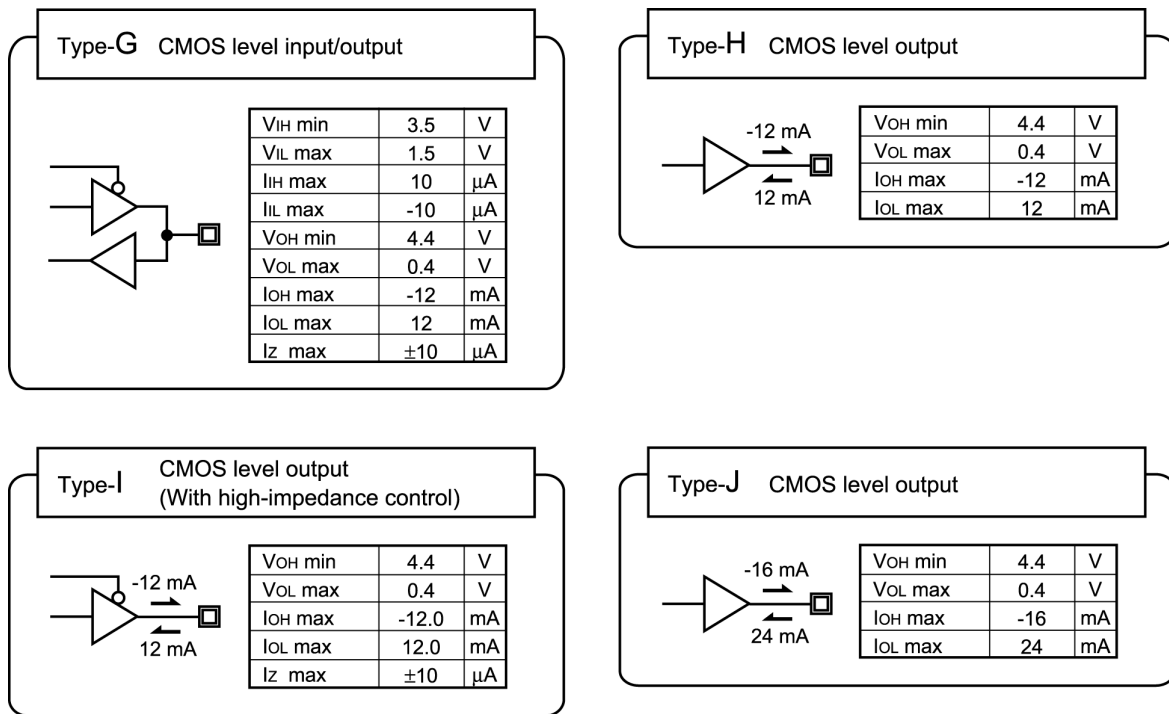 Type-G CMOS level input/output
VIH min 3.5 V
VIL max 1.5 V
IIH max 10 μA
IIL max -10 μA
VOH min 4.4 V
VOL max 0.4 V
IOH max -12 mA
IOL max 12 mA
IZ max ±10 μA
Type-H CMOS level output
-12 mA
12 mA
VOH min 4.4 V
VOL max 0.4 V
IOH max -12 mA
IOL max 12 mA
Type-I CMOS level output
(With high-impedance control)
-12 mA
12 mA
VOH min 4.4 V
VOL max 0.4 V
IOH max -12.0 mA
IOL max 12.0 mA
IZ max ±10 μA
Type-J CMOS level output
-16 mA
24 mA
VOH min 4.4 V
VOL max 0.4 V
IOH max -16 mA
IOL max 24 mA